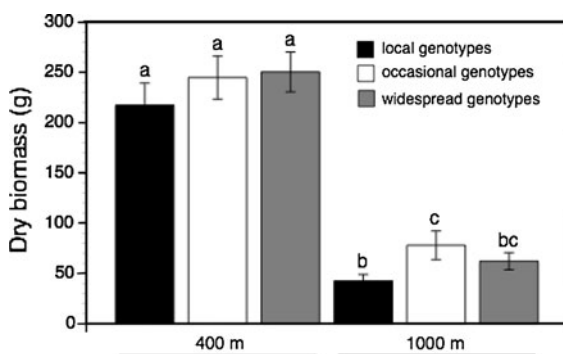 300
250
200
150
100
50
0
Dry biomass (g)
a
a
a
b
c
bc
local genotypes
occasional genotypes
widespread genotypes
400 m
1000 m